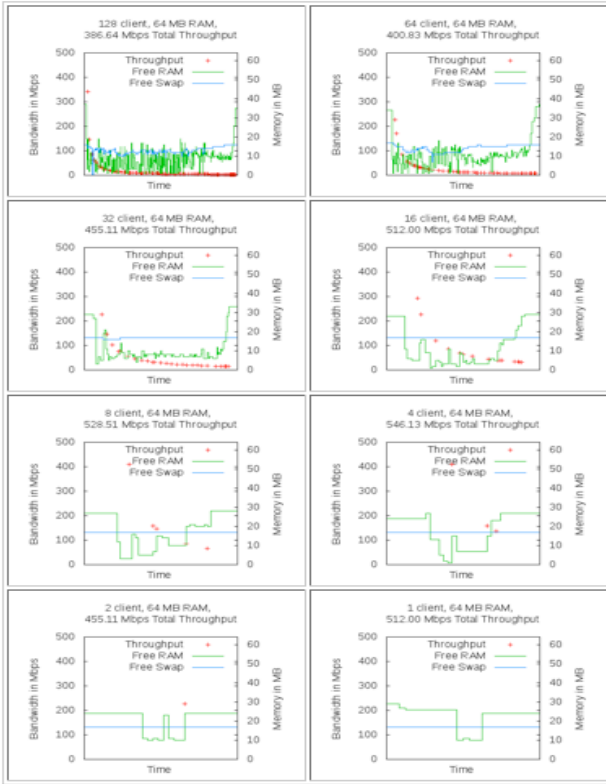 128 client, 64 MB RAM,
386.64 Mbps Total Throughput
Throughput
Free RAM
Free Swap
500
400
300
200
100
0
60
50
40
30
20
10
0
Bandwidth in Mbps
Memory in MB
Time
64 client, 64 MB RAM,
400.83 Mbps Total Throughput
Throughput
Free RAM
Free Swap
500
400
300
200
100
0
60
50
40
30
20
10
0
Bandwidth in Mbps
Memory in MB
Time
32 client, 64 MB RAM,
455.11 Mbps Total Throughput
Throughput
Free RAM
Free Swap
500
400
300
200
100
0
60
50
40
30
20
10
0
Bandwidth in Mbps
Memory in MB
Time
16 client, 64 MB RAM,
512.00 Mbps Total Throughput
Throughput
Free RAM
Free Swap
500
400
300
200
100
0
60
50
40
30
20
10
0
Bandwidth in Mbps
Memory in MB
Time
8 client, 64 MB RAM,
528.51 Mbps Total Throughput
Throughput
Free RAM
Free Swap
500
400
300
200
100
0
60
50
40
30
20
10
0
Bandwidth in Mbps
Memory in MB
Time
4 client, 64 MB RAM,
546.13 Mbps Total Throughput
Throughput
Free RAM
Free Swap
500
400
300
200
100
0
60
50
40
30
20
10
0
Bandwidth in Mbps
Memory in MB
Time
2 client, 64 MB RAM,
455.11 Mbps Total Throughput
Throughput
Free RAM
Free Swap
500
400
300
200
100
0
60
50
40
30
20
10
0
Bandwidth in Mbps
Memory in MB
Time
1 client, 64 MB RAM,
512.00 Mbps Total Throughput
Throughput
Free RAM
Free Swap
500
400
300
200
100
0
60
50
40
30
20
10
0
Bandwidth in Mbps
Memory in MB
Time